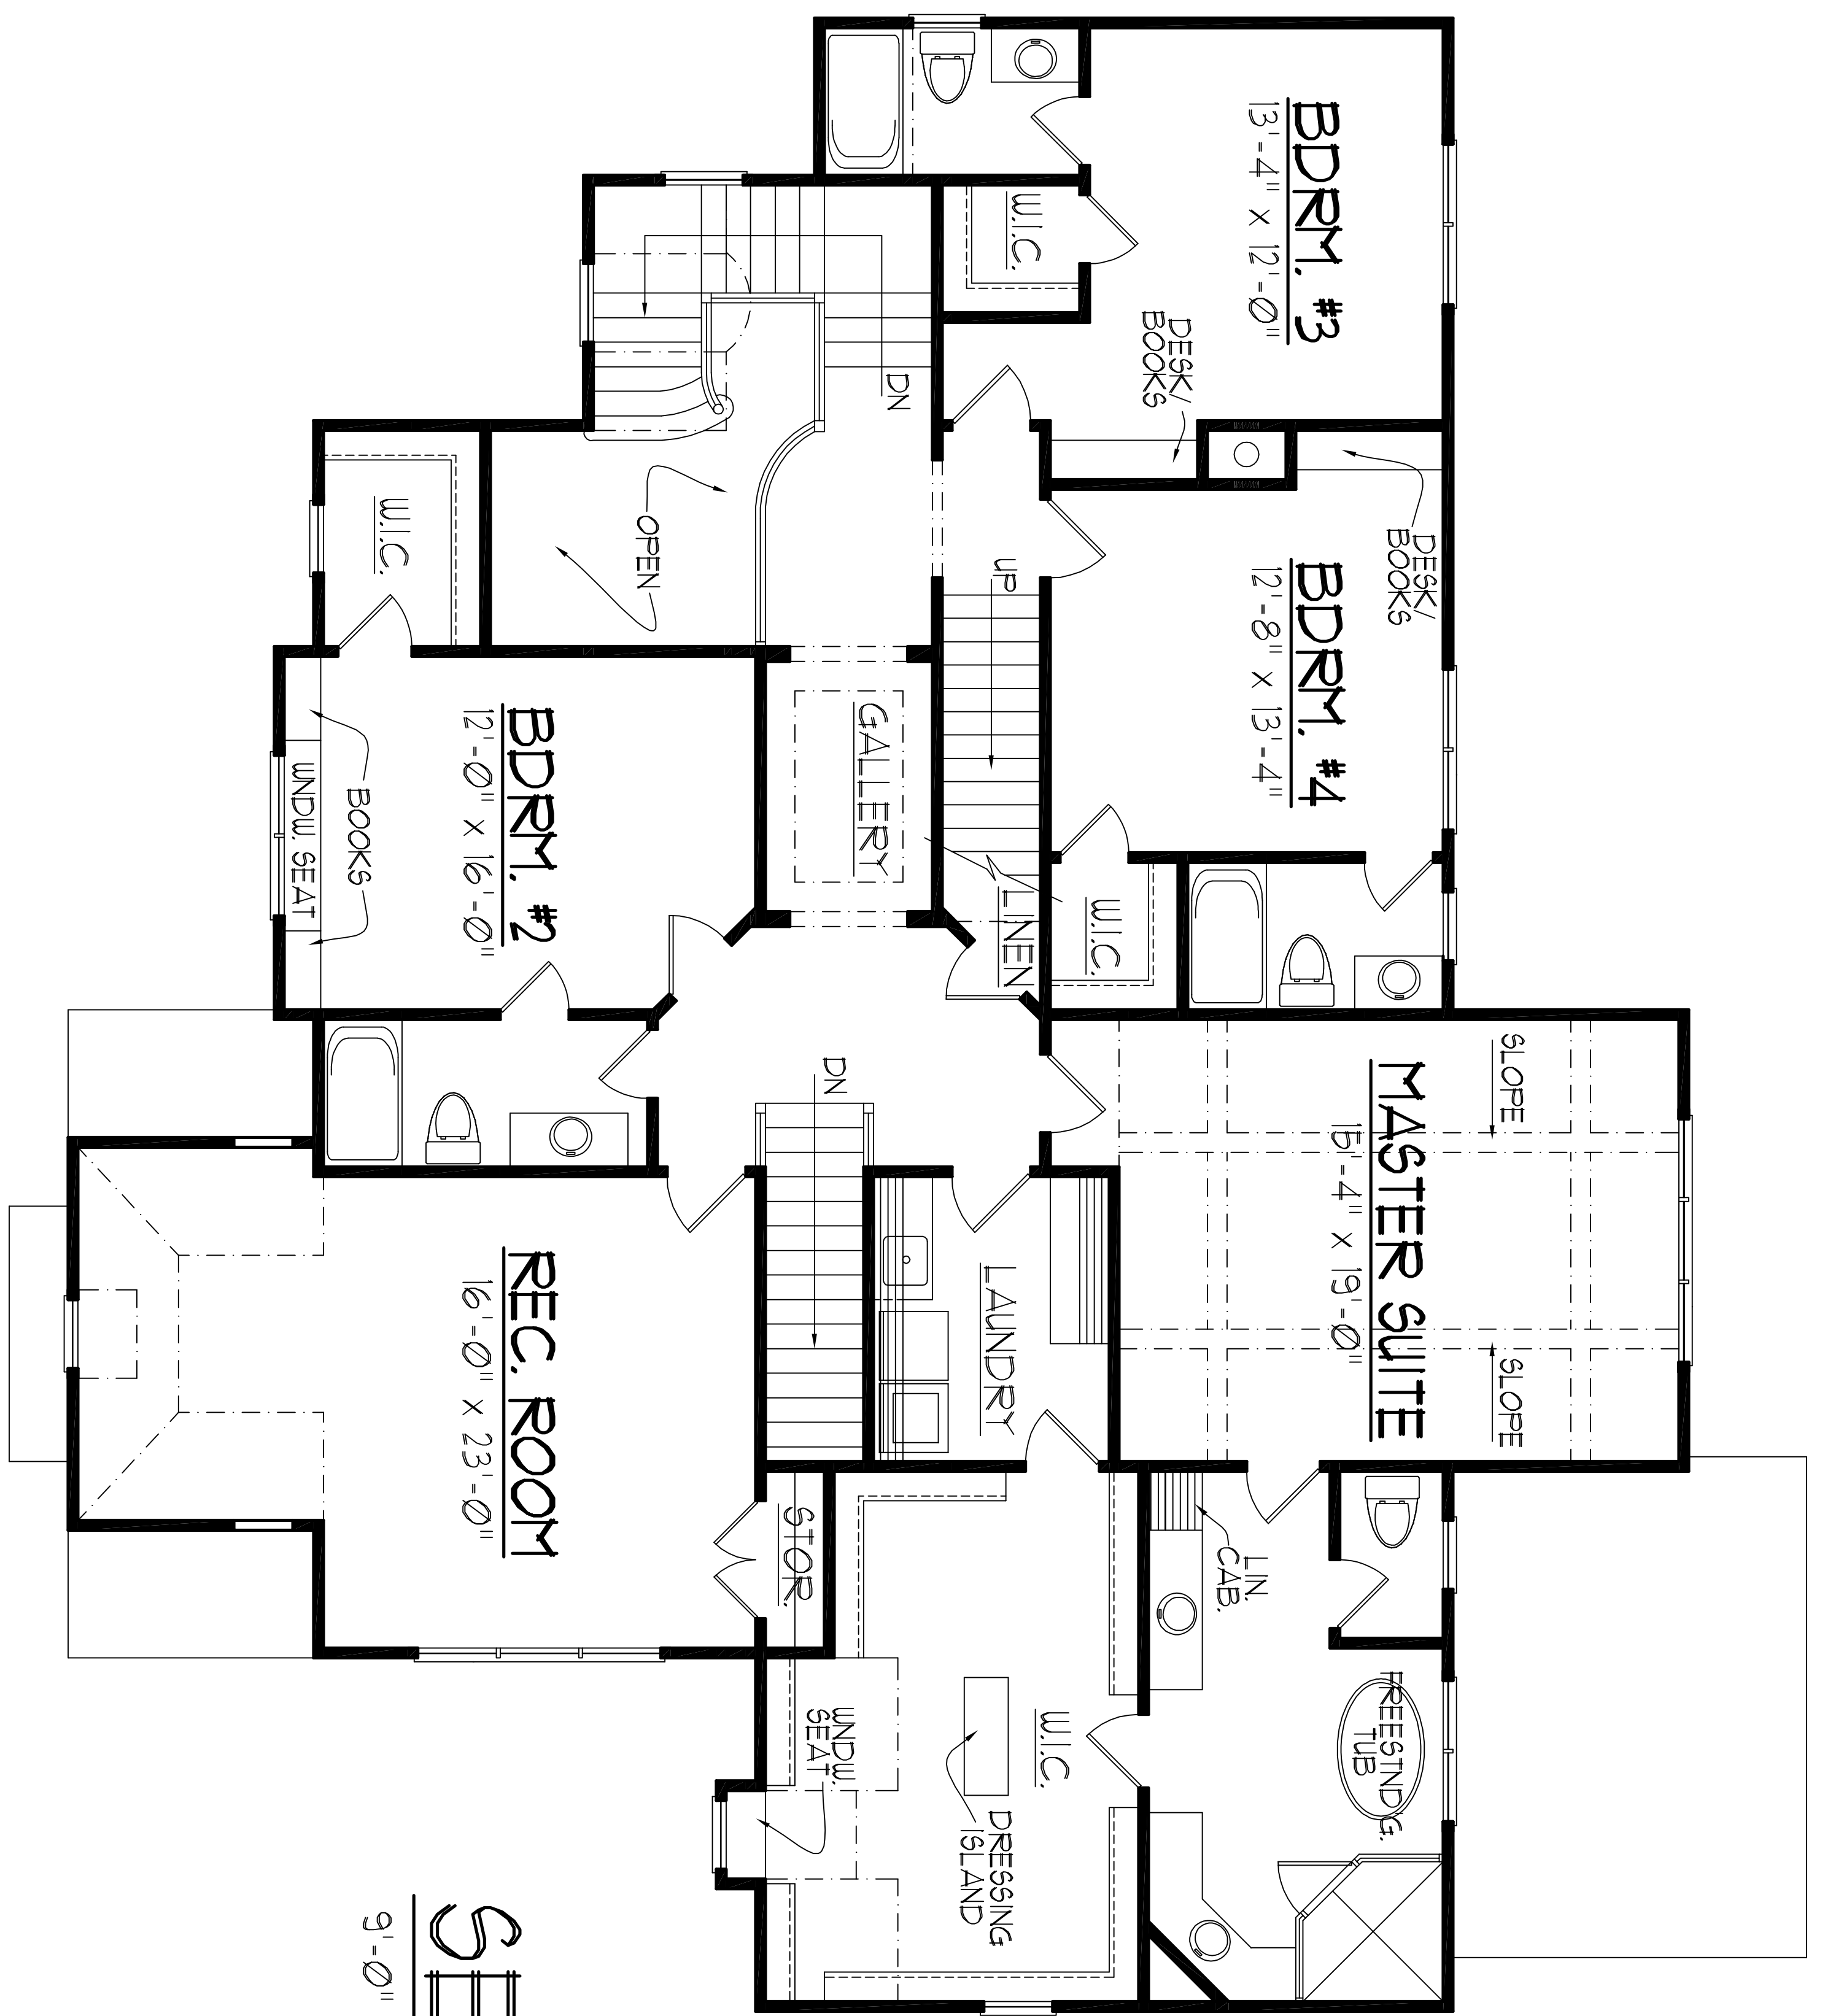 BDRM. #3
13'-4" x 12'-0"
W.I.C.
DESK/
BOOKS
DN
DESK/
BOOKS
BDRM. #4
12'-8" x 13'-4"
UP
OPEN
W.I.C.
GALLERY
LINEN
W.I.C.
BDRM. #2
12'-0" x 16'-0"
BOOKS
WNDW. SEAT
SLOPE
SLOPE
MASTER SUITE
15'-4" x 19'-0"
DN
LAUNDRY
REC. ROOM
16'-0" x 23'-0"
STOR.
LIN.
CAB.
FREESTNDG.
TUB
W.I.C.
DRESSING
ISLAND
WNDW.
SEAT
9'-0"